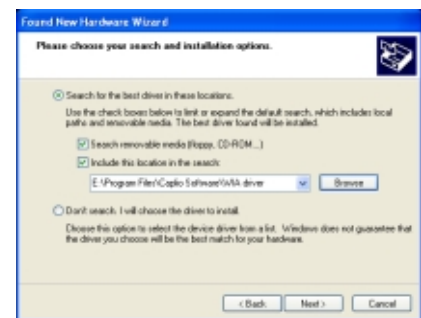 Found New Hardware Wizard
Please choose your search and installation options.
Search for the best driver in these locations.
Use the check boxes below to limit or expand the default search, which includes local
paths and removable media. The best driver found will be installed.
Search removable media (floppy, CD-ROM...)
Include this location in the search:
E:\Program Files\Caplio Software\WIA driver
Browse
Don't search. I will choose the driver to install.
Choose this option to select the device driver from a list. Windows does not guarantee that
the driver you choose will be the best match for your hardware.
< Back
Next >
Cancel